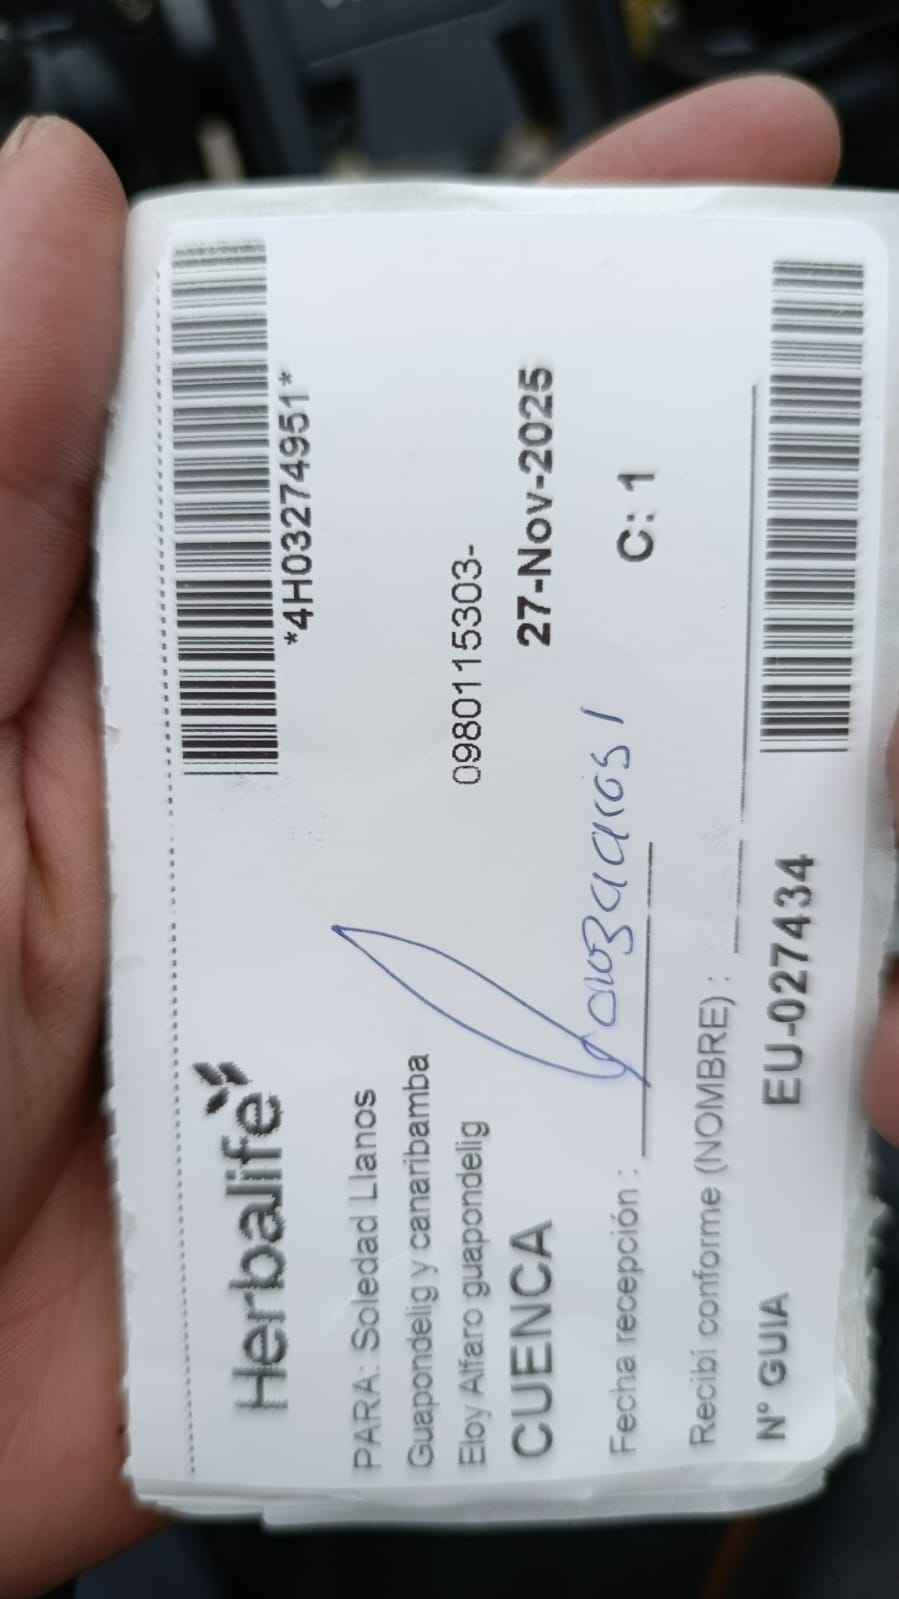 Herbalife
*4H03274951*
PARA: Soledad Llanos
Guapondelig y canaribamba
Eloy Alfaro guapondelig
0980115303-
CUENCA
27-Nov-2025
Fecha recepción :
C: 1
Recibí conforme (NOMBRE) :
N° GUIA
EU-027434